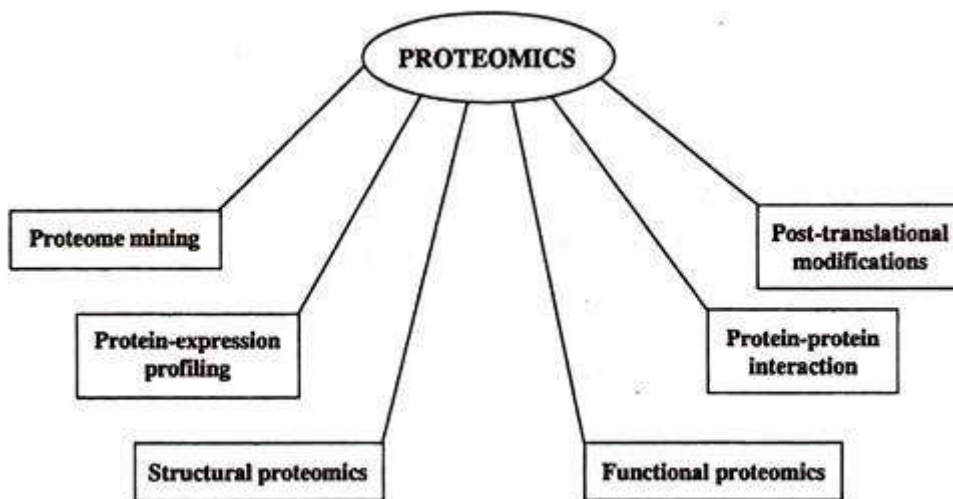 PROTEOMICS
Proteome mining
Post-translational
modifications
Protein-expression
profiling
Protein-protein
interaction
Structural proteomics
Functional proteomics